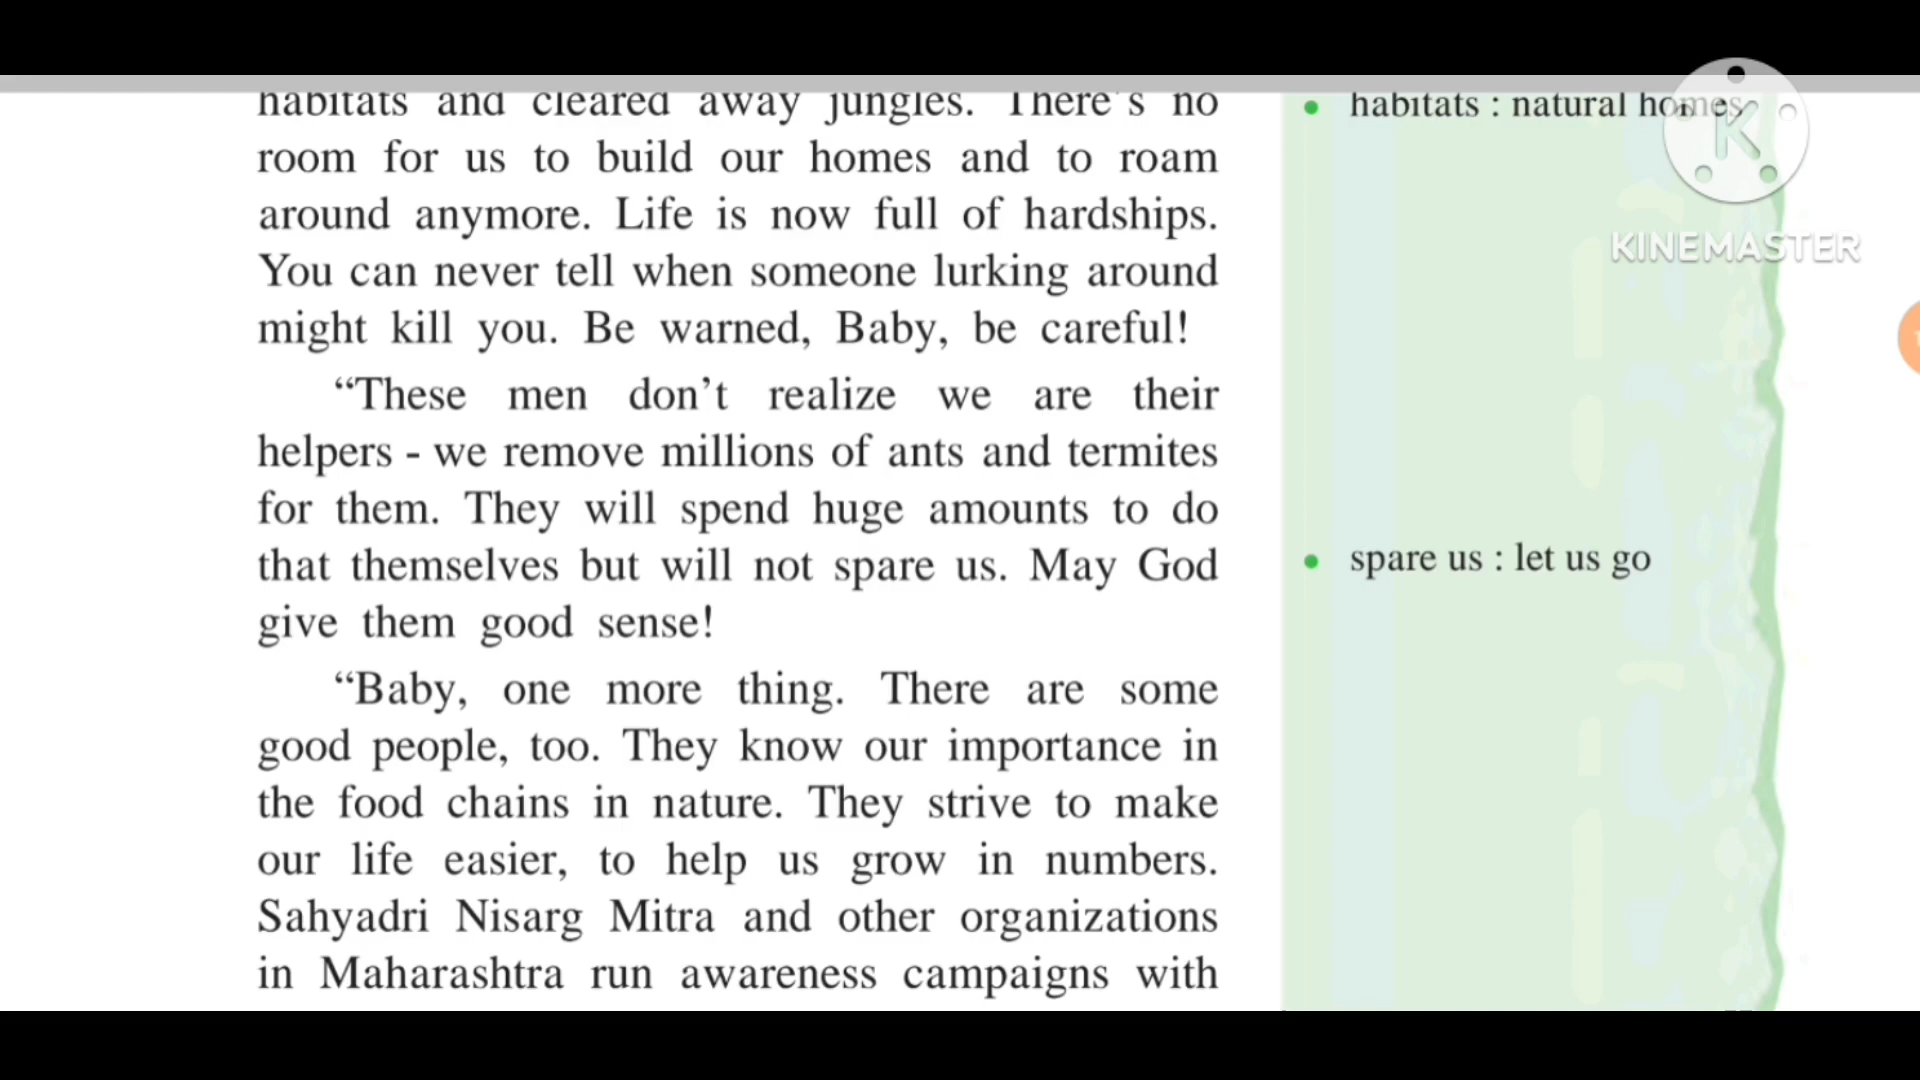 habitats and cleared away jungles. There's no
room for us to build our homes and to roam
around anymore. Life is now full of hardships.
You can never tell when someone lurking around
might kill you. Be warned, Baby, be careful!
“These men don’t realize we are their
helpers - we remove millions of ants and termites
for them. They will spend huge amounts to do
that themselves but will not spare us. May God
give them good sense!
“Baby, one more thing. There are some
good people, too. They know our importance in
the food chains in nature. They strive to make
our life easier, to help us grow in numbers.
Sahyadri Nisarg Mitra and other organizations
in Maharashtra run awareness campaigns with
• habitats : natural homes
• spare us : let us go
K
KINEMASTER